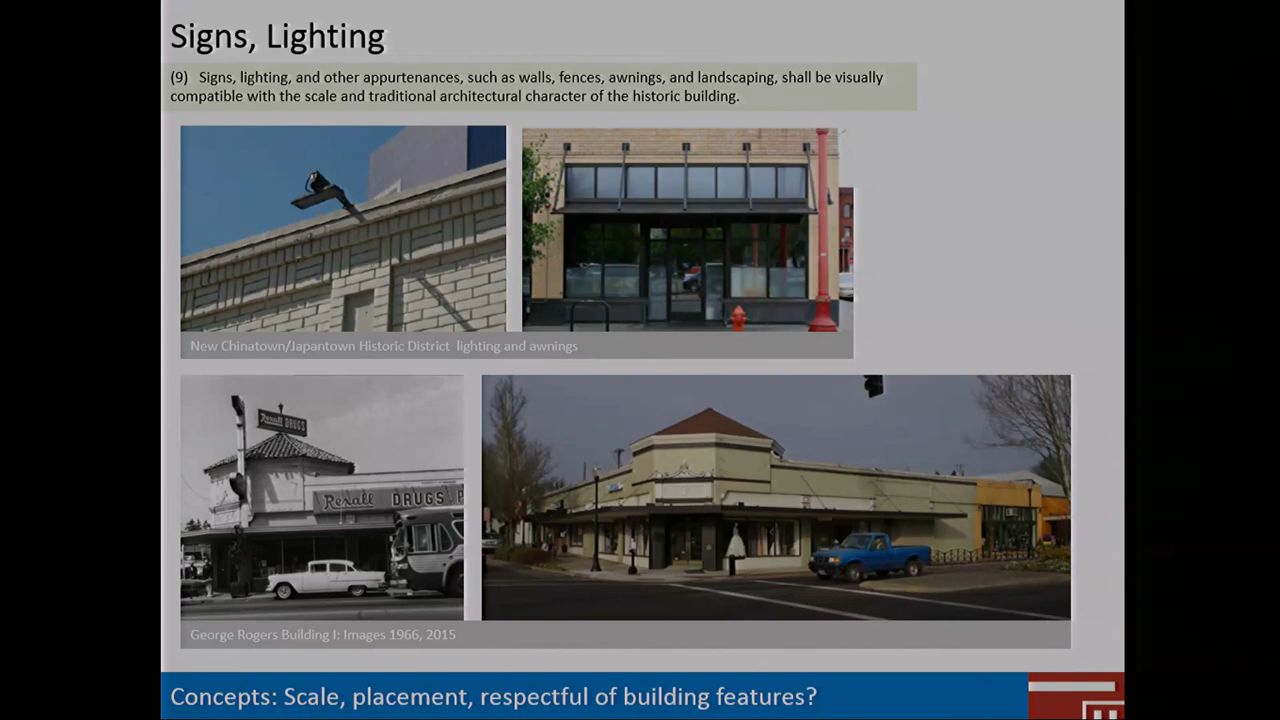 Signs, Lighting
(9) Signs, lighting, and other appurtenances, such as walls, fences, awnings, and landscaping, shall be visually
compatible with the scale and traditional architectural character of the historic building.
New Chinatown/Japantown Historic District lighting and awnings
Rexall DRUGS
Rexall DRUGS P
George Rogers Building I: Images 1966, 2015
Concepts: Scale, placement, respectful of building features?